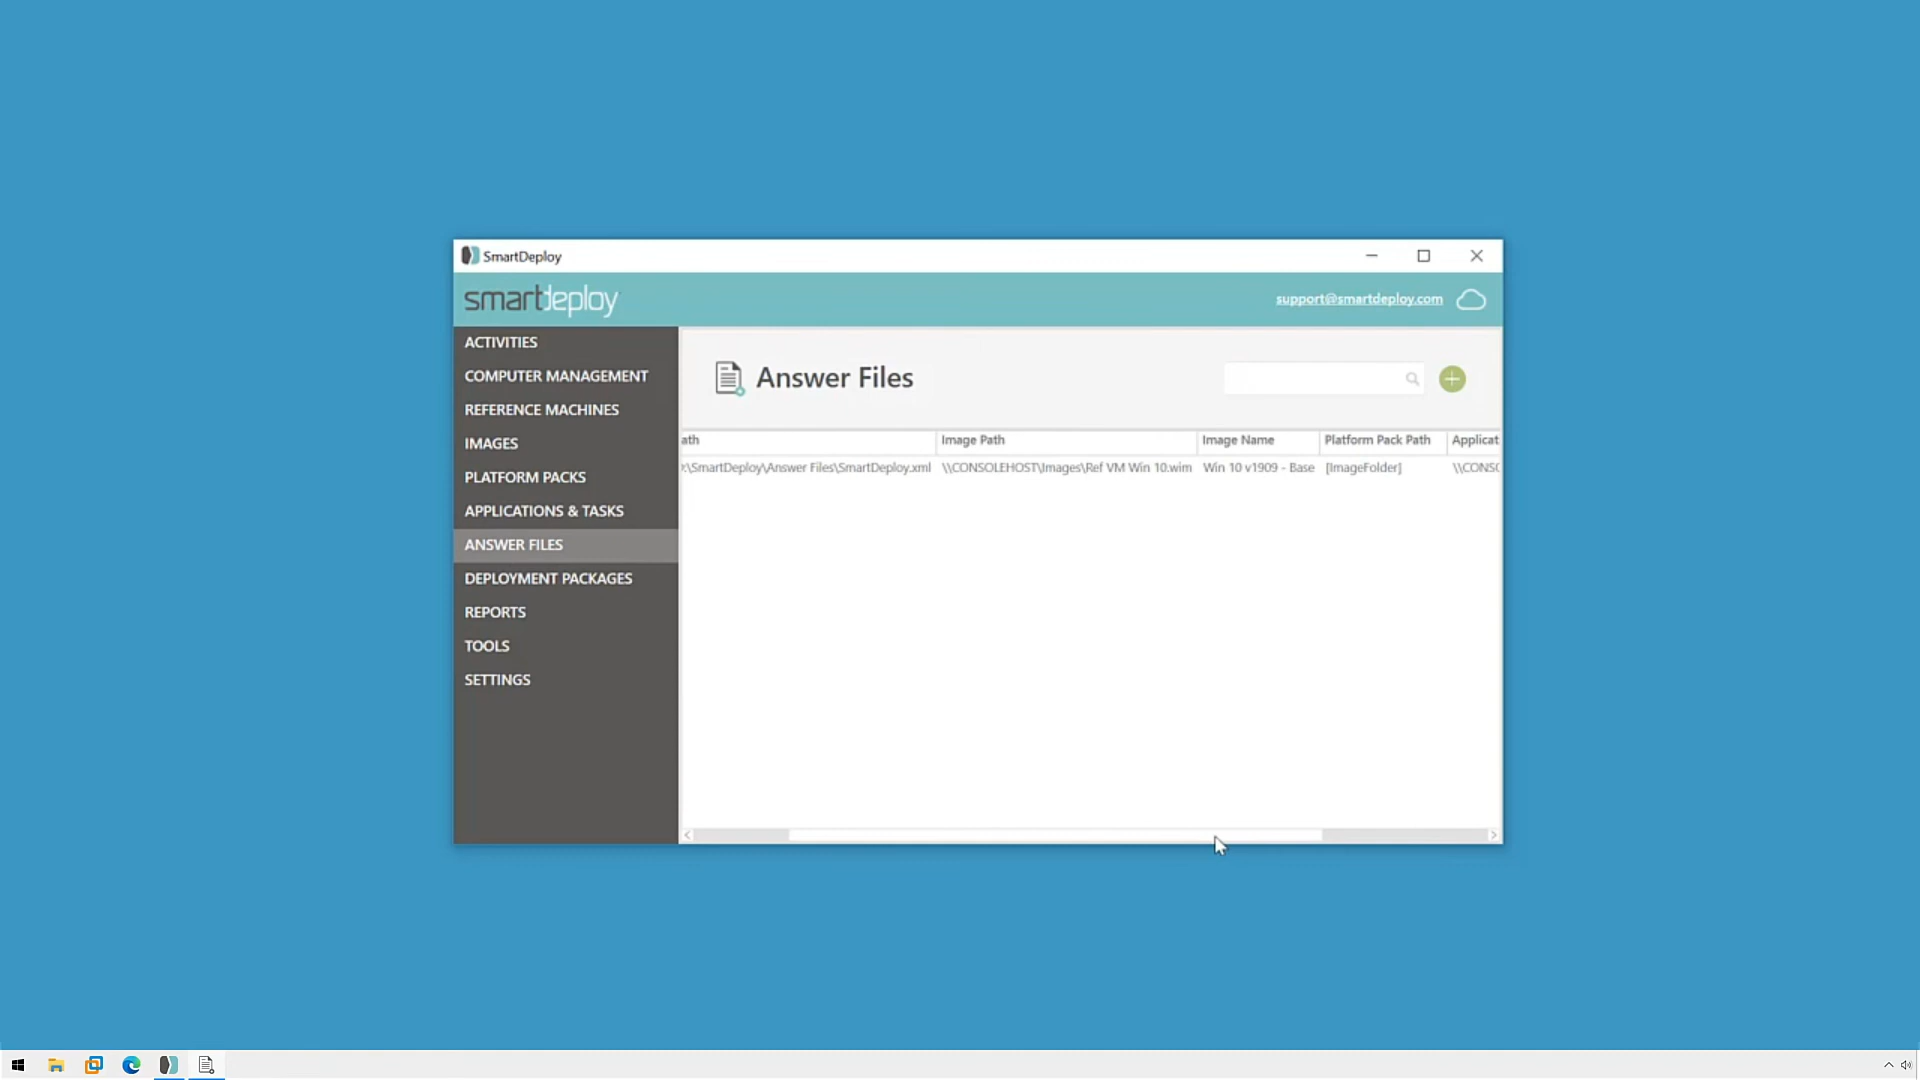 SmartDeploy
smartdeploy
support@smartdeploy.com
ACTIVITIES
COMPUTER MANAGEMENT
REFERENCE MACHINES
IMAGES
PLATFORM PACKS
APPLICATIONS & TASKS
ANSWER FILES
DEPLOYMENT PACKAGES
REPORTS
TOOLS
SETTINGS
Answer Files
ath Image Path Image Name Platform Pack Path Applicat
:\SmartDeploy\Answer Files\SmartDeploy.xml \\CONSOLEHOST\Images\Ref VM Win 10.wim Win 10 v1909 - Base [ImageFolder] \\CONSO